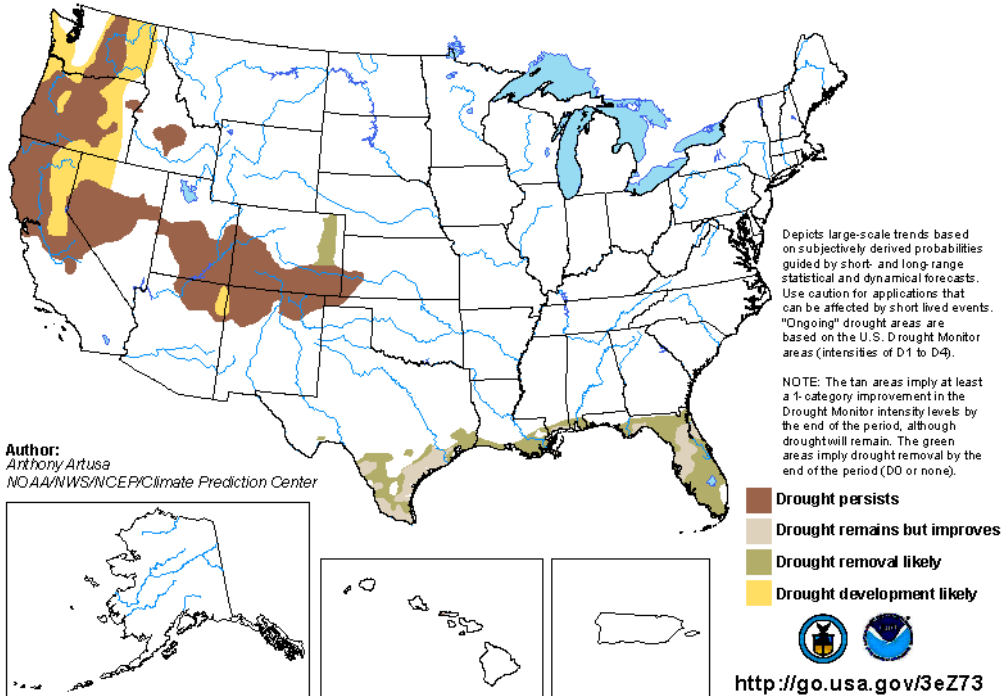 Depicts large-scale trends based
on subjectively derived probabilities
guided by short- and long-range
statistical and dynamical forecasts.
Use caution for applications that
can be affected by short lived events.
"Ongoing" drought areas are
based on the U.S. Drought Monitor
areas (intensities of D1 to D4).
NOTE: The tan areas imply at least
a 1-category improvement in the
Drought Monitor intensity levels by
the end of the period, although
drought will remain. The green
areas imply drought removal by the
end of the period (D0 or none).
Author:
Anthony Artusa
NOAA/NWS/NCEP/Climate Prediction Center
Drought persists
Drought remains but improves
Drought removal likely
Drought development likely
http://go.usa.gov/3eZ73